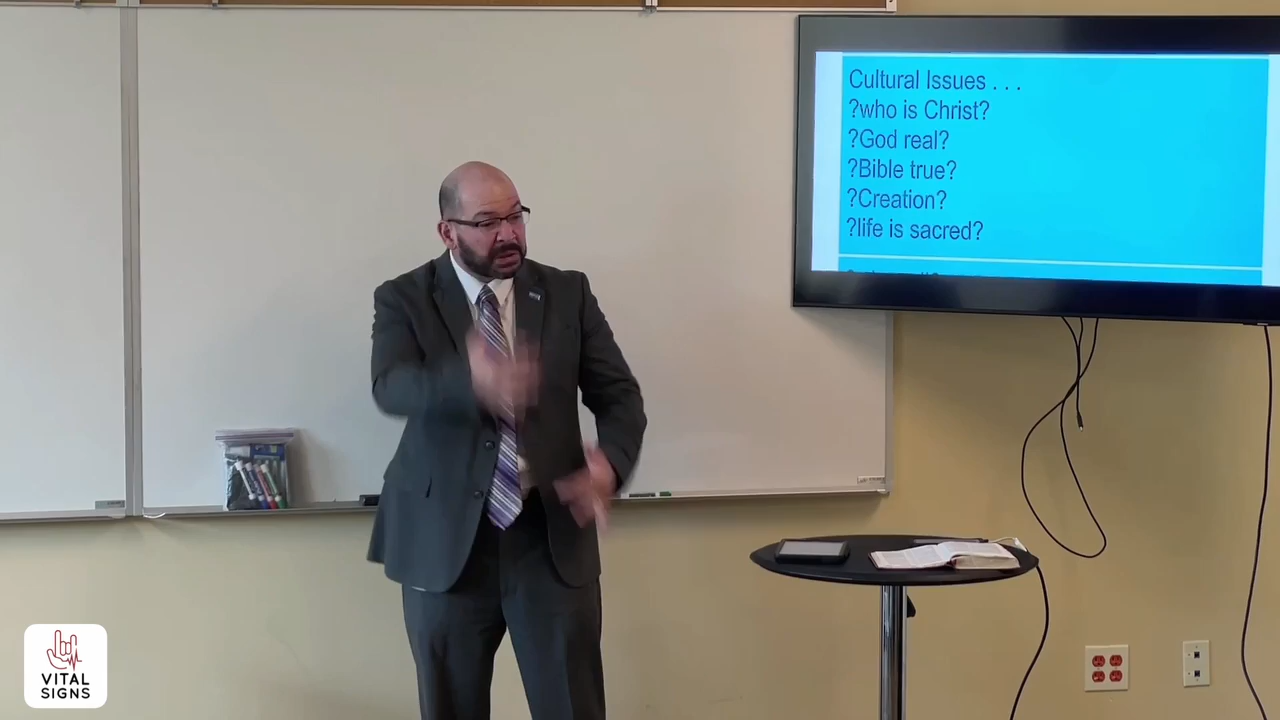 Cultural Issues . . .
?who is Christ?
?God real?
?Bible true?
?Creation?
?life is sacred?
VITAL
SIGNS